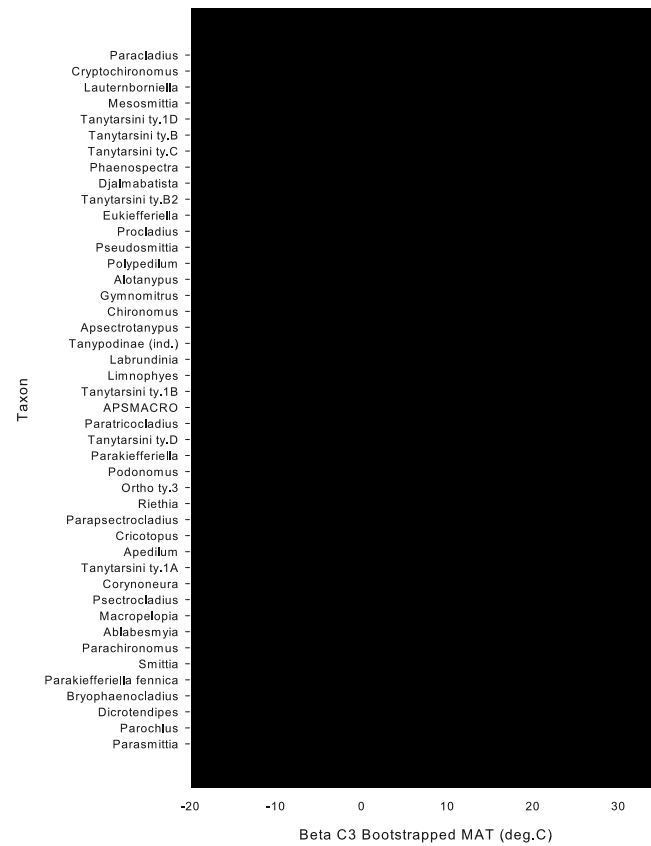 Paracladius
Cryptochironomus
Lauternborniella
Mesosmittia
Tanytarsini ty.1D
Tanytarsini ty.B
Tanytarsini ty.C
Phaenospectra
Djalmabatista
Tanytarsini ty.B2
Eukiefferiella
Procladius
Pseudosmittia
Polypedilum
Alotanypus
Gymnomitrus
Chironomus
Apsectrotanypus
Tanypodinae (ind.)
Labrundinia
Limnophyes
Tanytarsini ty.1B
APSMACRO
Paratricocladius
Tanytarsini ty.D
Parakiefferiella
Podonomus
Ortho ty.3
Riethia
Parapsectrocladius
Cricotopus
Apedilum
Tanytarsini ty.1A
Corynoneura
Psectrocladius
Macropelopia
Ablabesmyia
Parachironomus
Smittia
Parakiefferiella fennica
Bryophaenocladius
Dicrotendipes
Parochlus
Parasmittia
Taxon
-20 -10 0 10 20 30
Beta C3 Bootstrapped MAT (deg.C)